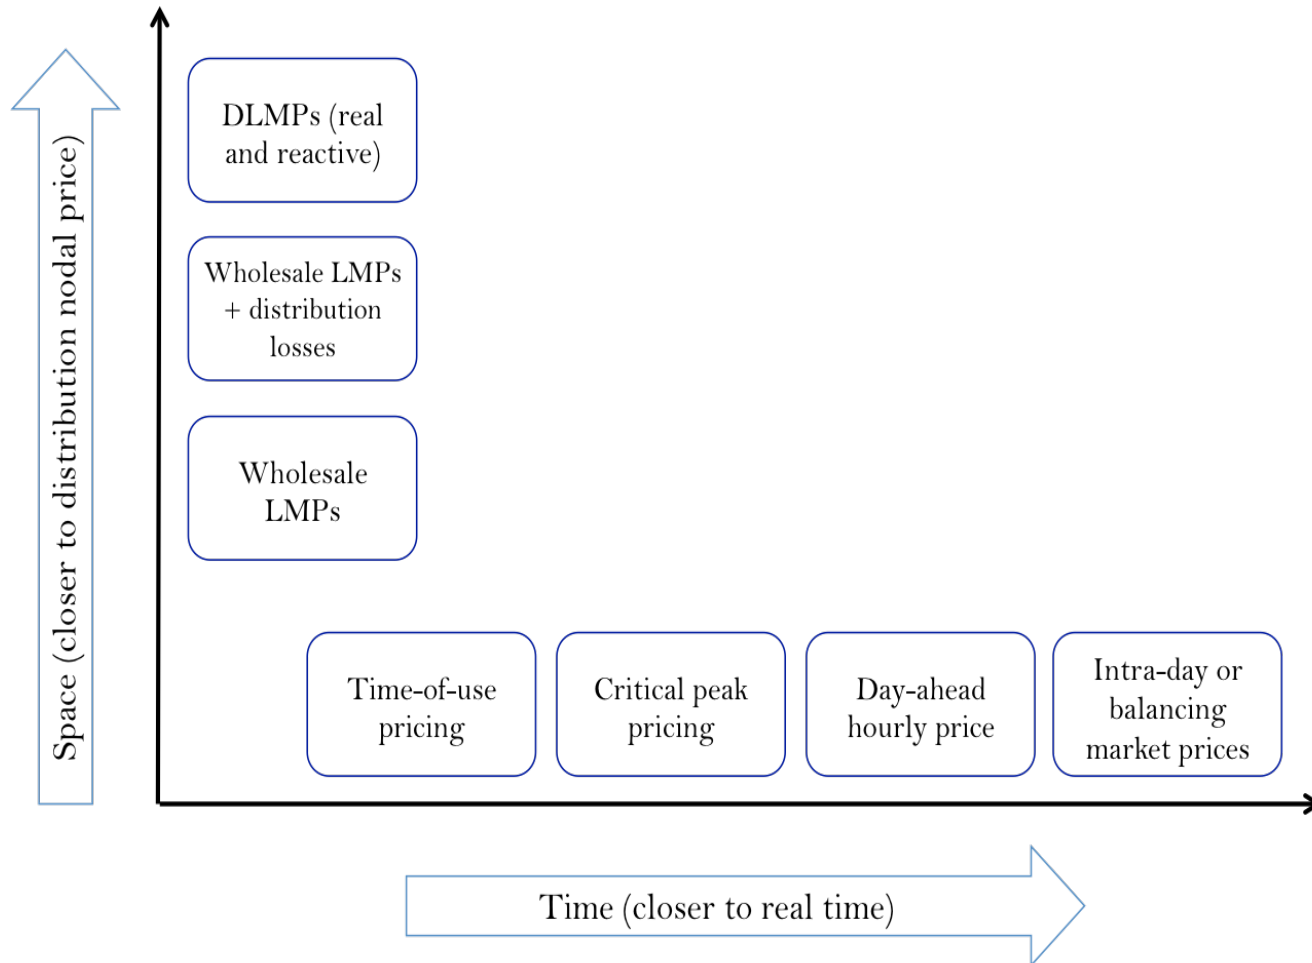 Space (closer to distribution nodal price)
DLMPs (real
and reactive)
Wholesale LMPs
+ distribution
losses
Wholesale
LMPs
Time-of-use
pricing
Critical peak
pricing
Day-ahead
hourly price
Intra-day or
balancing
market prices
Time (closer to real time)